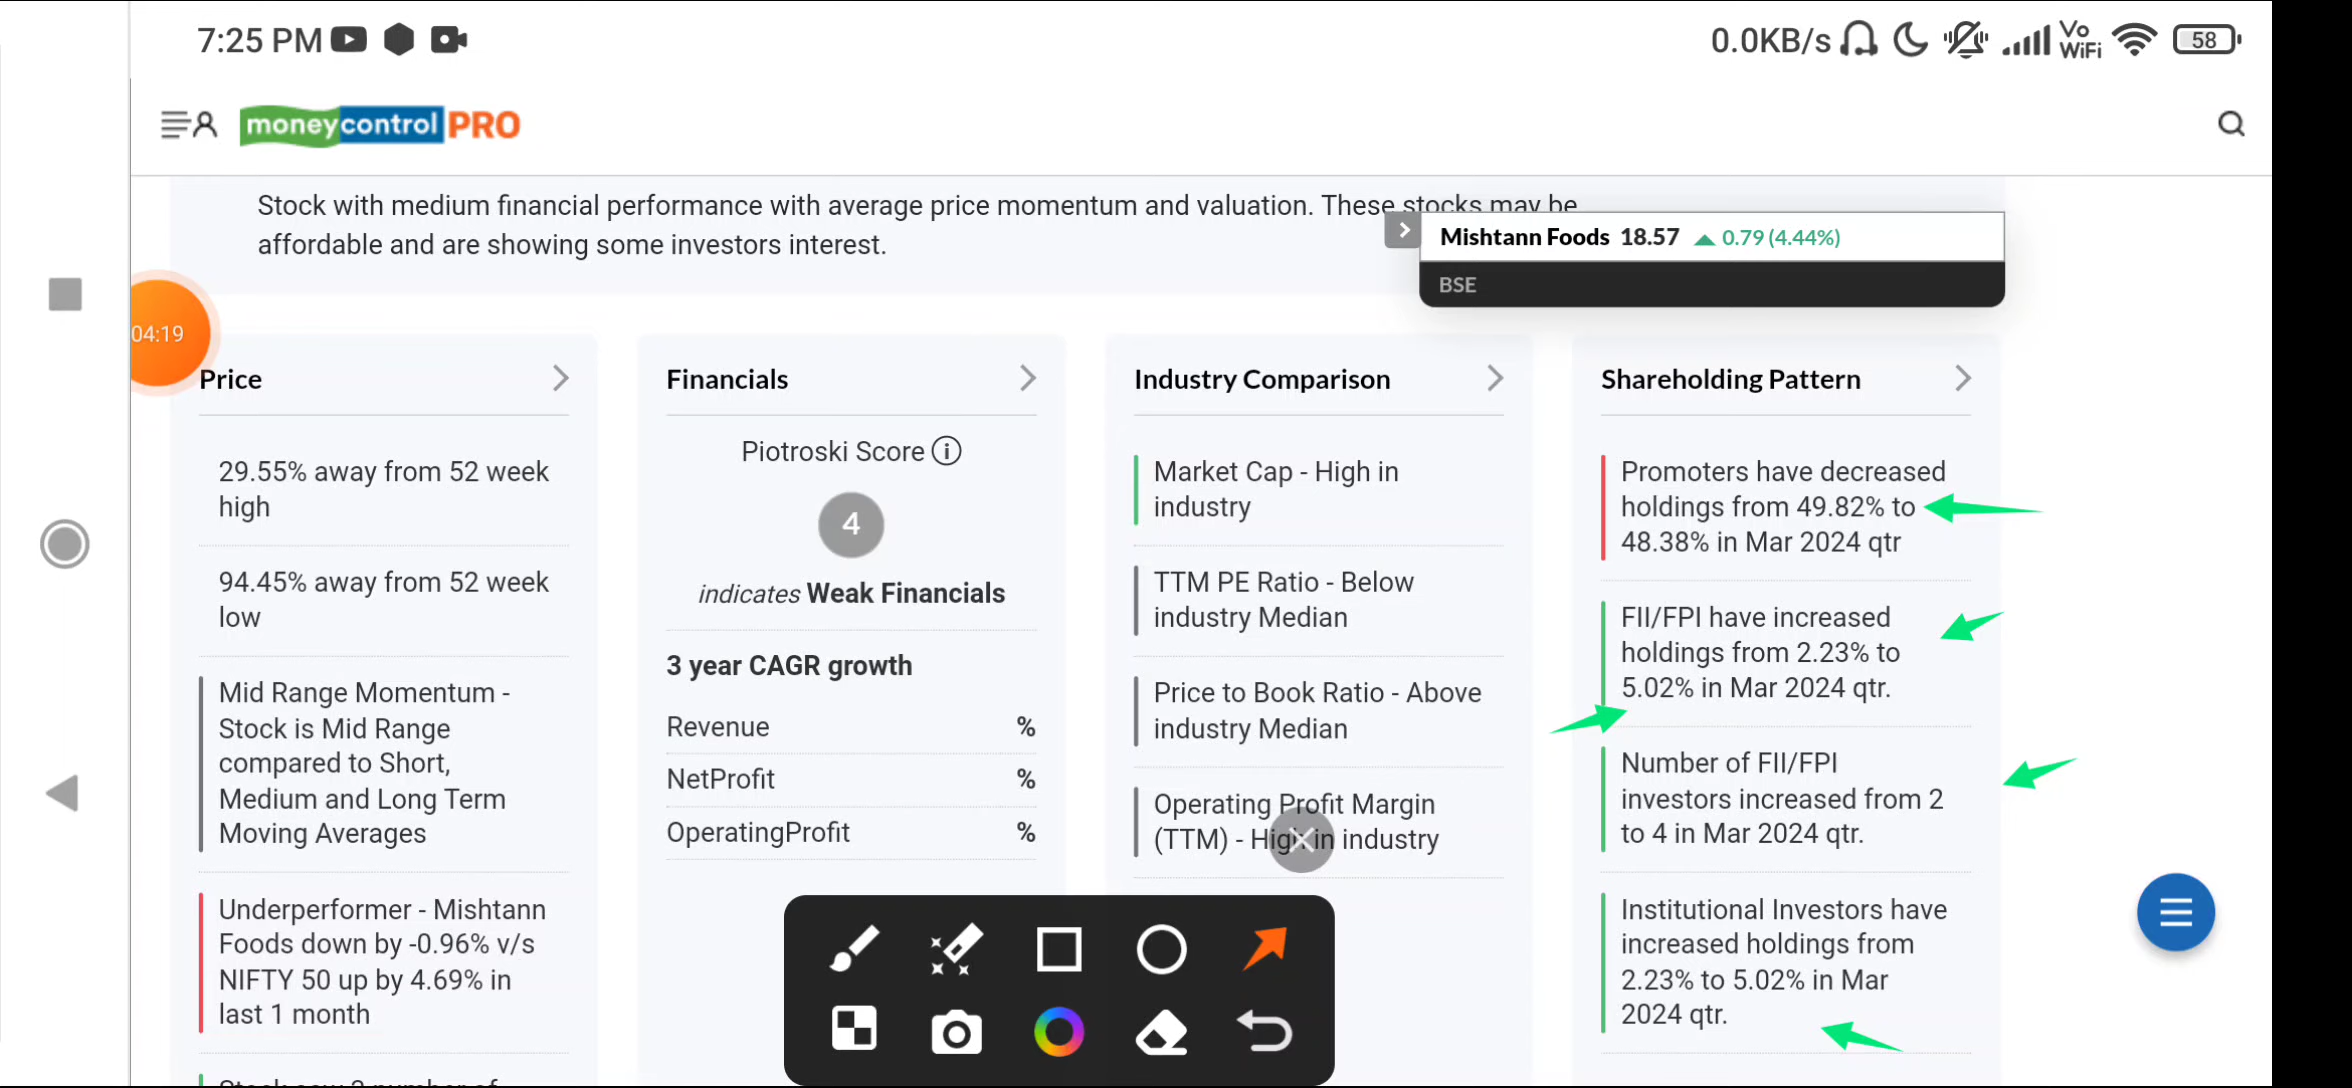 7:25 PM
0.0KB/s
Vo
WiFi
58
moneycontrol PRO
Stock with medium financial performance with average price momentum and valuation. These stocks may be
affordable and are showing some investors interest.
Mishtann Foods 18.57 ▲ 0.79 (4.44%)
BSE
04:19
Price
29.55% away from 52 week
high
94.45% away from 52 week
low
Mid Range Momentum -
Stock is Mid Range
compared to Short,
Medium and Long Term
Moving Averages
Underperformer - Mishtann
Foods down by -0.96% v/s
NIFTY 50 up by 4.69% in
last 1 month
Financials
Piotroski Score
4
indicates Weak Financials
3 year CAGR growth
Revenue %
NetProfit %
OperatingProfit %
Industry Comparison
Market Cap - High in
industry
TTM PE Ratio - Below
industry Median
Price to Book Ratio - Above
industry Median
Operating Profit Margin
(TTM) - High in industry
Shareholding Pattern
Promoters have decreased
holdings from 49.82% to
48.38% in Mar 2024 qtr
FII/FPI have increased
holdings from 2.23% to
5.02% in Mar 2024 qtr.
Number of FII/FPI
investors increased from 2
to 4 in Mar 2024 qtr.
Institutional Investors have
increased holdings from
2.23% to 5.02% in Mar
2024 qtr.